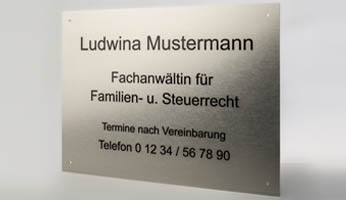 Ludwina Mustermann
Fachanwältin für
Familien- u. Steuerrecht
Termine nach Vereinbarung
Telefon 0 12 34 / 56 78 90